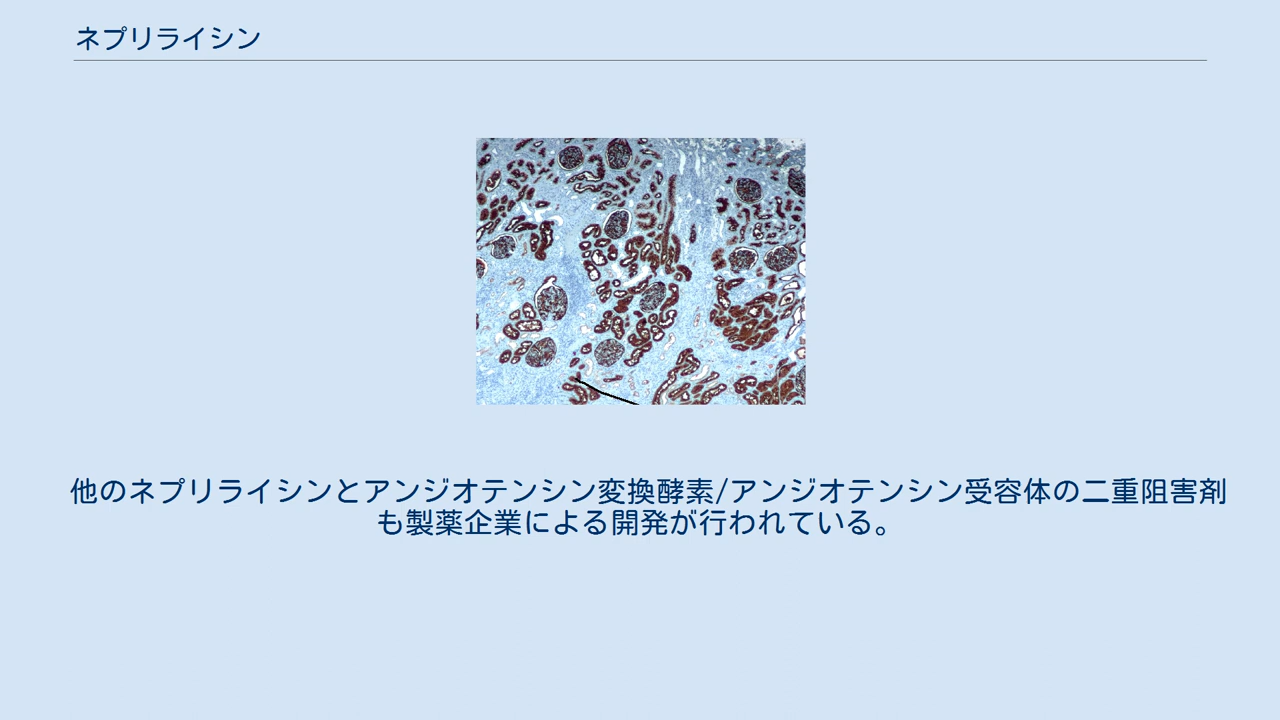 ネプリライシン
他のネプリライシンとアンジオテンシン変換酵素/アンジオテンシン受容体の二重阻害剤
も製薬企業による開発が行われている。